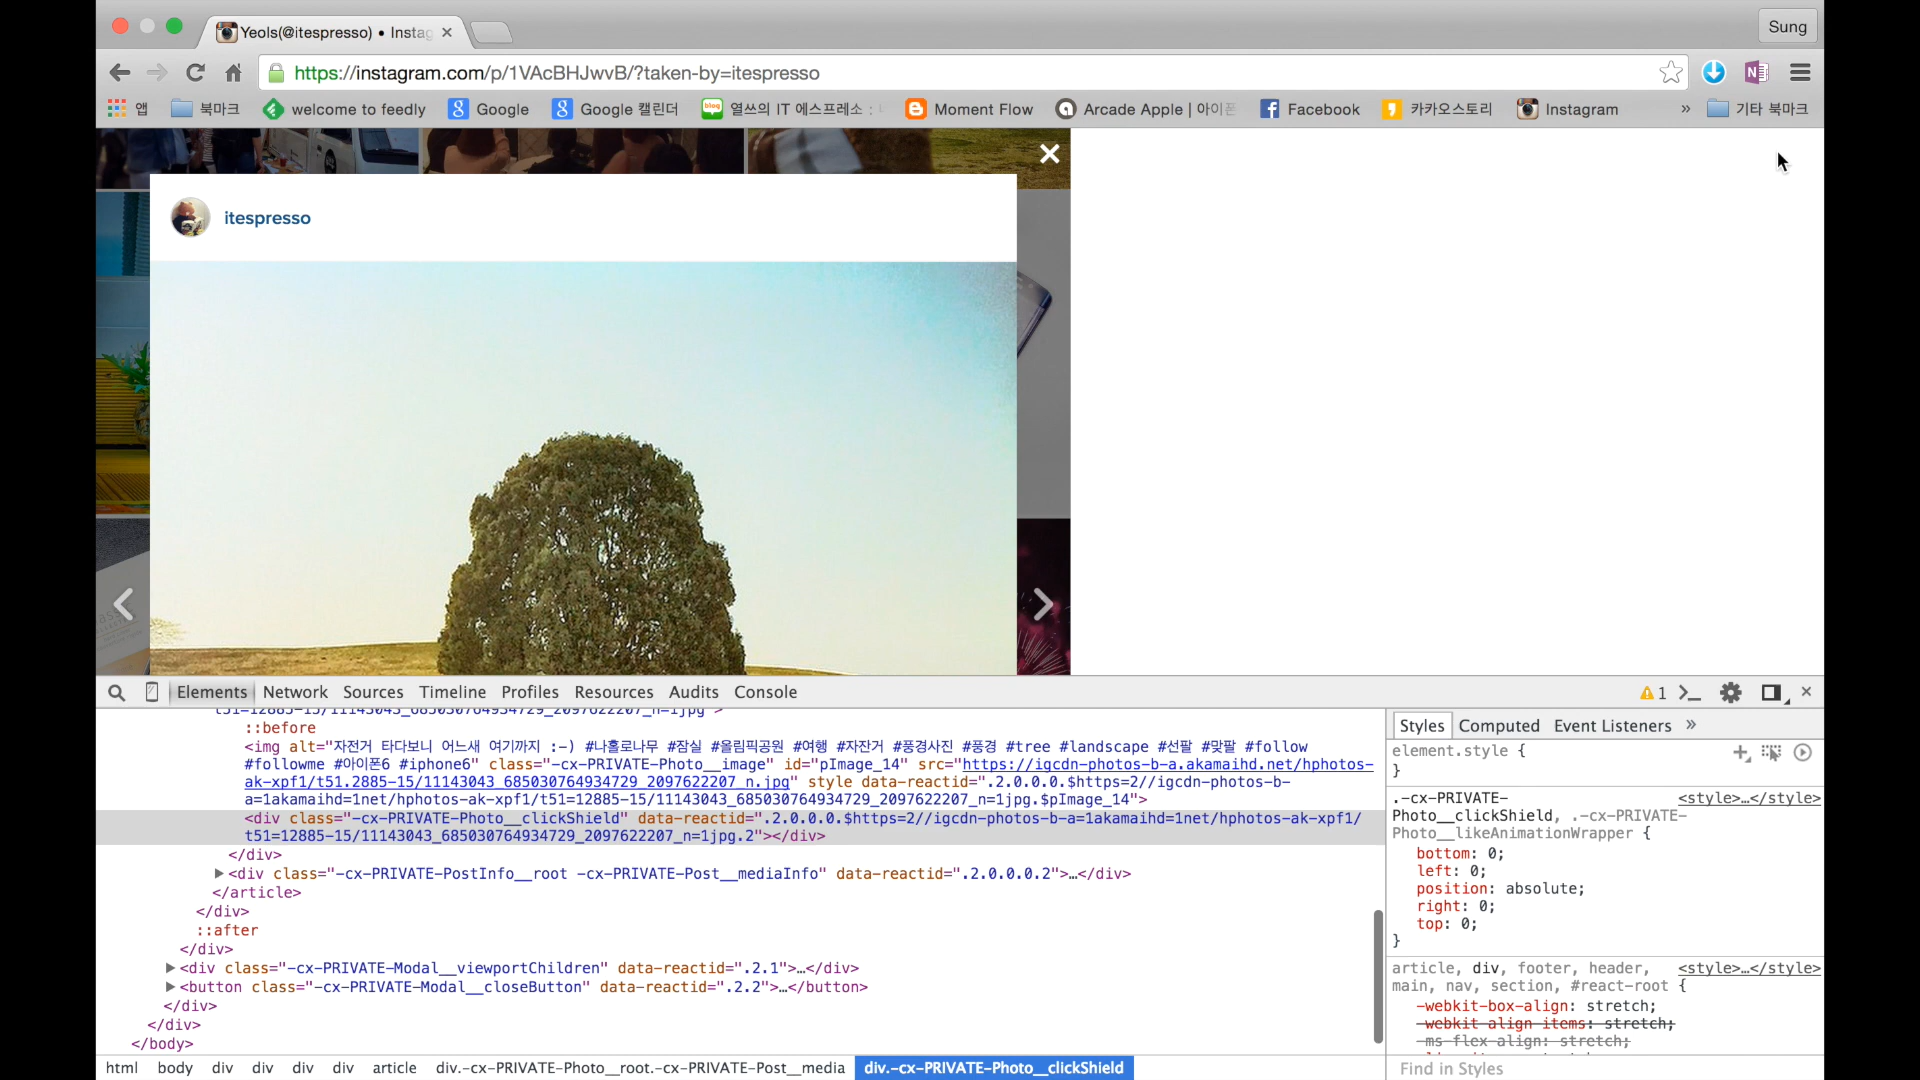 Yeols(@itespresso) • Instag
Sung
https://instagram.com/p/1VAcBHJwvB/?taken-by=itespresso
앱 북마크 welcome to feedly Google Google 캘린더 열쓰의 IT 에스프레소 : Moment Flow Arcade Apple | 아이폰 Facebook 카카오스토리 Instagram » 기타 북마크
itespresso
Elements Network Sources Timeline Profiles Resources Audits Console
1
t51=12885-15/11143043_685030764934729_2097622207_n=1jpg">
::before
<img alt="자전거 타다보니 어느새 여기까지 :-) #나홀로나무 #잠실 #올림픽공원 #여행 #자잔거 #풍경사진 #풍경 #tree #landscape #선팔 #맞팔 #follow
#followme #아이폰6 #iphone6" class="-cx-PRIVATE-Photo__image" id="pImage_14" src="https://igcdn-photos-b-a.akamaihd.net/hphotos-
ak-xpf1/t51.2885-15/11143043_685030764934729_2097622207_n.jpg" style data-reactid=".2.0.0.0.$https=2//igcdn-photos-b-
a=1akamaihd=1net/hphotos-ak-xpf1/t51=12885-15/11143043_685030764934729_2097622207_n=1jpg.$pImage_14">
<div class="-cx-PRIVATE-Photo__clickShield" data-reactid=".2.0.0.0.$https=2//igcdn-photos-b-a=1akamaihd=1net/hphotos-ak-xpf1/
t51=12885-15/11143043_685030764934729_2097622207_n=1jpg.2"></div>
</div>
<div class="-cx-PRIVATE-PostInfo__root -cx-PRIVATE-Post__mediaInfo" data-reactid=".2.0.0.0.2">…</div>
</article>
</div>
::after
</div>
<div class="-cx-PRIVATE-Modal__viewportChildren" data-reactid=".2.1">…</div>
<button class="-cx-PRIVATE-Modal__closeButton" data-reactid=".2.2">…</button>
</div>
</div>
</body>
html body div div div div article div.-cx-PRIVATE-Photo__root.-cx-PRIVATE-Post__media div.-cx-PRIVATE-Photo__clickShield
Styles Computed Event Listeners »
element.style {
}
.-cx-PRIVATE- <style>…</style>
Photo__clickShield, .-cx-PRIVATE-
Photo__likeAnimationWrapper {
bottom: 0;
left: 0;
position: absolute;
right: 0;
top: 0;
}
article, div, footer, header, <style>…</style>
main, nav, section, #react-root {
-webkit-box-align: stretch;
-webkit-align-items: stretch;
-ms-flex-align: stretch;
Find in Styles